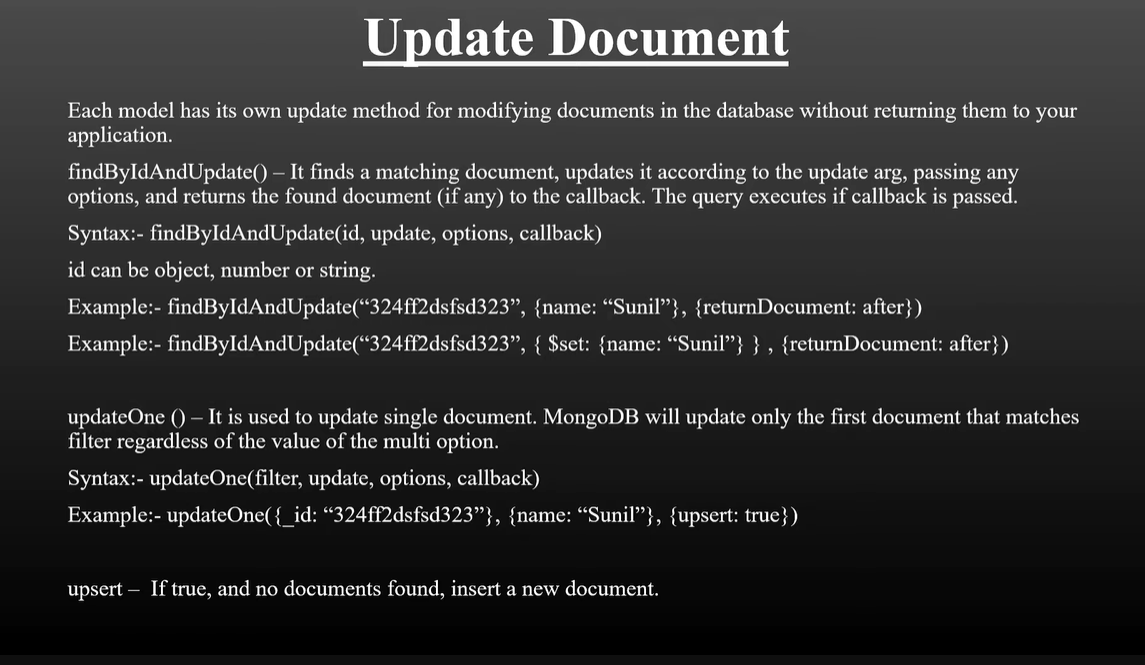 Update Document
Each model has its own update method for modifying documents in the database without returning them to your
application.
findByIdAndUpdate() – It finds a matching document, updates it according to the update arg, passing any
options, and returns the found document (if any) to the callback. The query executes if callback is passed.
Syntax:- findByIdAndUpdate(id, update, options, callback)
id can be object, number or string.
Example:- findByIdAndUpdate(“324ff2dsfsd323”, {name: “Sunil”}, {returnDocument: after})
Example:- findByIdAndUpdate(“324ff2dsfsd323”, { $set: {name: “Sunil”} } , {returnDocument: after})
updateOne () – It is used to update single document. MongoDB will update only the first document that matches
filter regardless of the value of the multi option.
Syntax:- updateOne(filter, update, options, callback)
Example:- updateOne({_id: “324ff2dsfsd323”}, {name: “Sunil”}, {upsert: true})
upsert – If true, and no documents found, insert a new document.